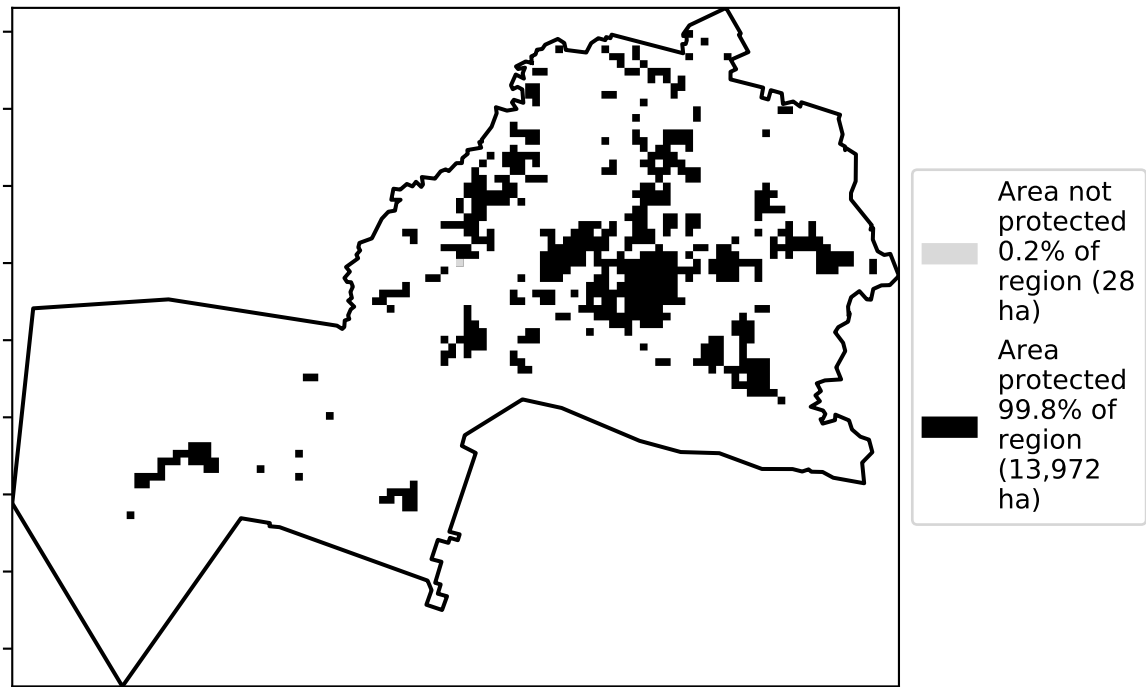 Area not
protected
0.2% of
region (28
ha)
Area
protected
99.8% of
region
(13,972
ha)